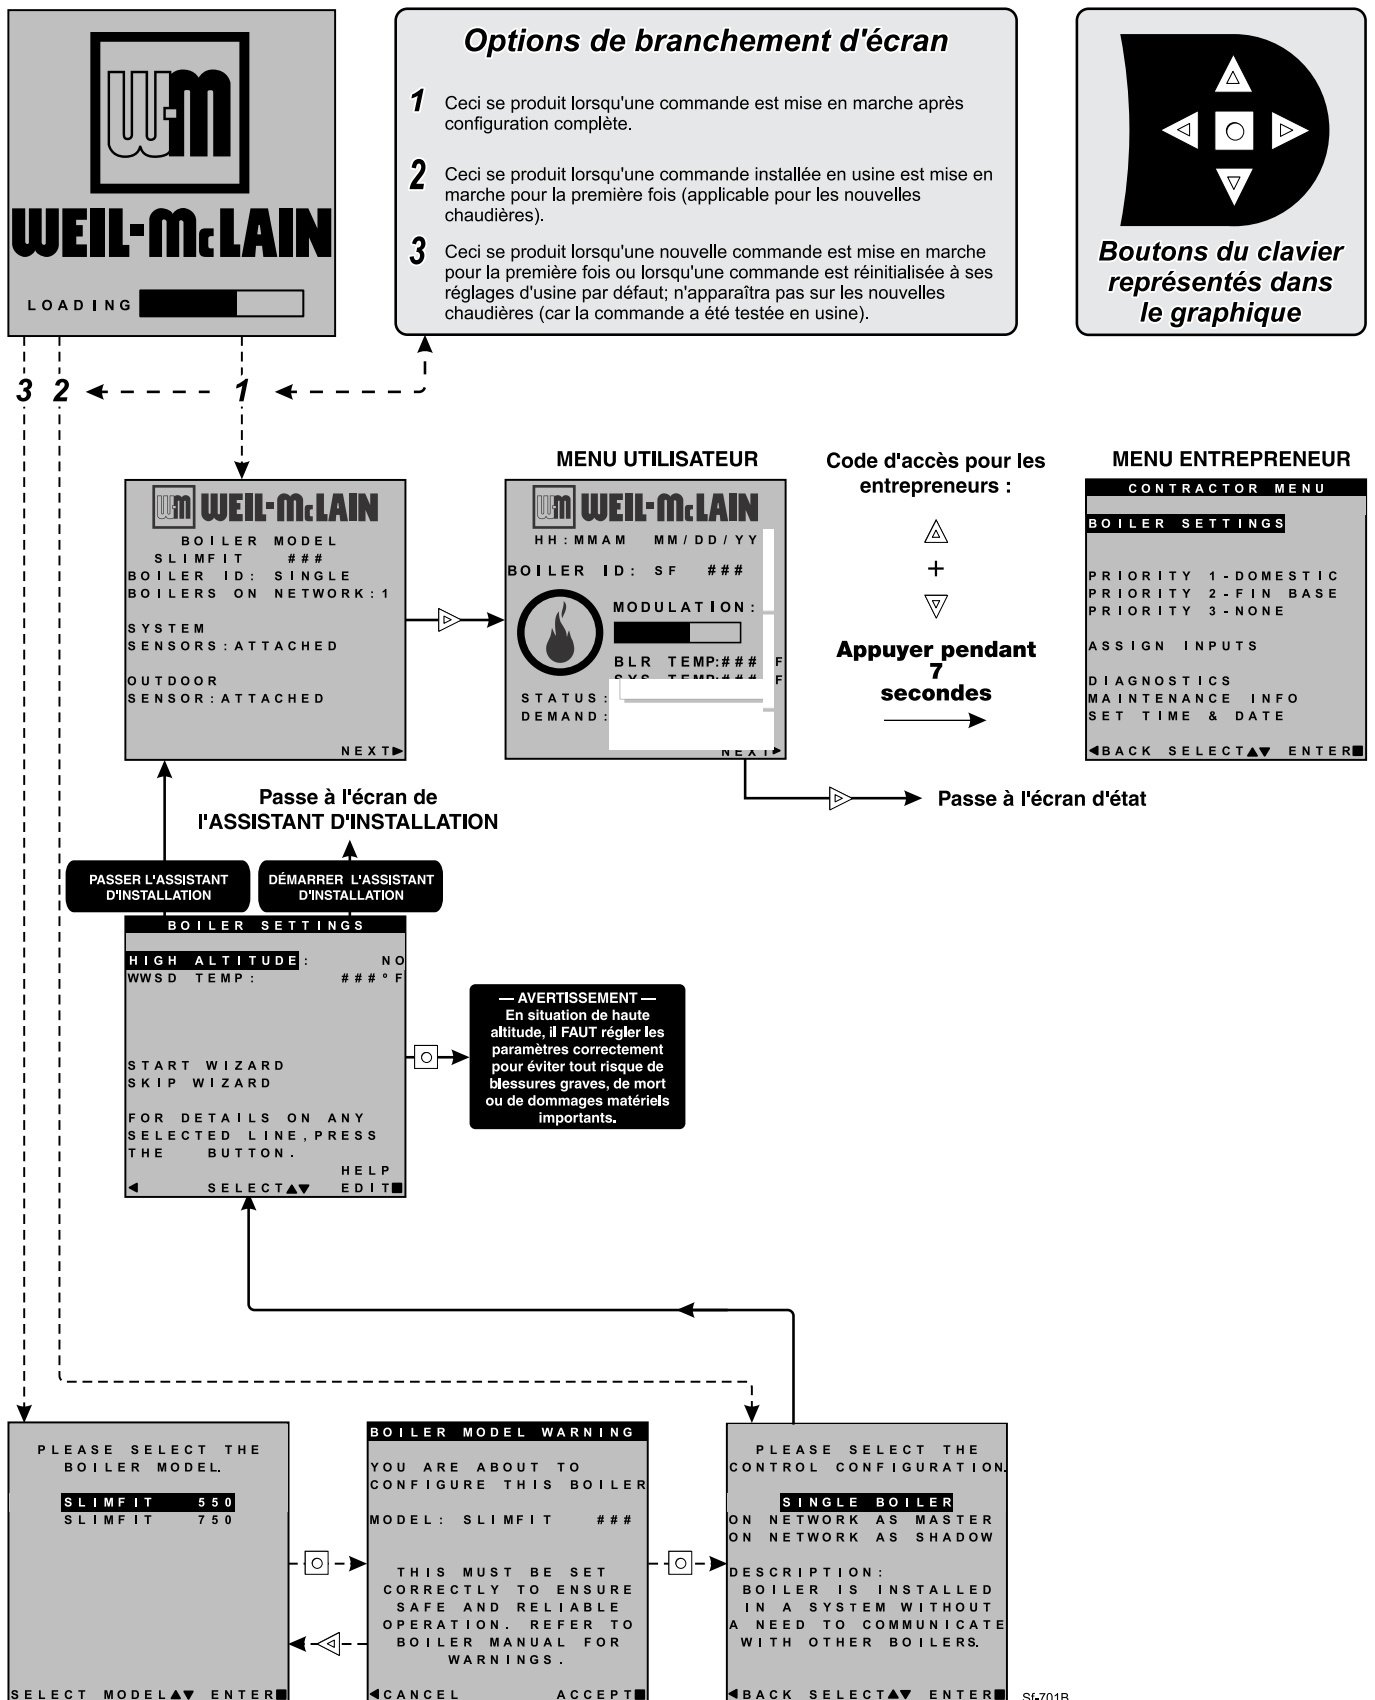 WM
WEIL-McLAIN
LOADING
Options de branchement d'écran
1 Ceci se produit lorsqu'une commande est mise en marche après
configuration complète.
2 Ceci se produit lorsqu'une commande installée en usine est mise en
marche pour la première fois (applicable pour les nouvelles
chaudières).
3 Ceci se produit lorsqu'une nouvelle commande est mise en marche
pour la première fois ou lorsqu'une commande est réinitialisée à ses
réglages d'usine par défaut; n'apparaîtra pas sur les nouvelles
chaudières (car la commande a été testée en usine).
Boutons du clavier
représentés dans
le graphique
3 2 1
WM WEIL-McLAIN
BOILER MODEL
SLIMFIT ###
BOILER ID: SINGLE
BOILERS ON NETWORK:1
SYSTEM
SENSORS:ATTACHED
OUTDOOR
SENSOR:ATTACHED
NEXT▶
MENU UTILISATEUR
WM WEIL-McLAIN
HH:MMAM MM/DD/YY
BOILER ID: SF ###
MODULATION:
BLR TEMP:### F
SYS TEMP:### F
STATUS:
DEMAND:
NEXT▶
Code d'accès pour les
entrepreneurs :
+
Appuyer pendant
7
secondes
MENU ENTREPRENEUR
CONTRACTOR MENU
BOILER SETTINGS
PRIORITY 1-DOMESTIC
PRIORITY 2-FIN BASE
PRIORITY 3-NONE
ASSIGN INPUTS
DIAGNOSTICS
MAINTENANCE INFO
SET TIME & DATE
◀BACK SELECT▲▼ ENTER■
Passe à l'écran d'état
Passe à l'écran de
l'ASSISTANT D'INSTALLATION
PASSER L'ASSISTANT
D'INSTALLATION
DÉMARRER L'ASSISTANT
D'INSTALLATION
BOILER SETTINGS
HIGH ALTITUDE: NO
WWSD TEMP: ###°F
START WIZARD
SKIP WIZARD
FOR DETAILS ON ANY
SELECTED LINE,PRESS
THE BUTTON.
HELP
◀ SELECT▲▼ EDIT■
— AVERTISSEMENT —
En situation de haute
altitude, il FAUT régler les
paramètres correctement
pour éviter tout risque de
blessures graves, de mort
ou de dommages matériels
importants.
PLEASE SELECT THE
BOILER MODEL.
SLIMFIT 550
SLIMFIT 750
SELECT MODEL▲▼ ENTER■
BOILER MODEL WARNING
YOU ARE ABOUT TO
CONFIGURE THIS BOILER
MODEL: SLIMFIT ###
THIS MUST BE SET
CORRECTLY TO ENSURE
SAFE AND RELIABLE
OPERATION. REFER TO
BOILER MANUAL FOR
WARNINGS.
◀CANCEL ACCEPT■
PLEASE SELECT THE
CONTROL CONFIGURATION.
SINGLE BOILER
ON NETWORK AS MASTER
ON NETWORK AS SHADOW
DESCRIPTION:
BOILER IS INSTALLED
IN A SYSTEM WITHOUT
A NEED TO COMMUNICATE
WITH OTHER BOILERS.
◀BACK SELECT▲▼ ENTER■
Sf-701B